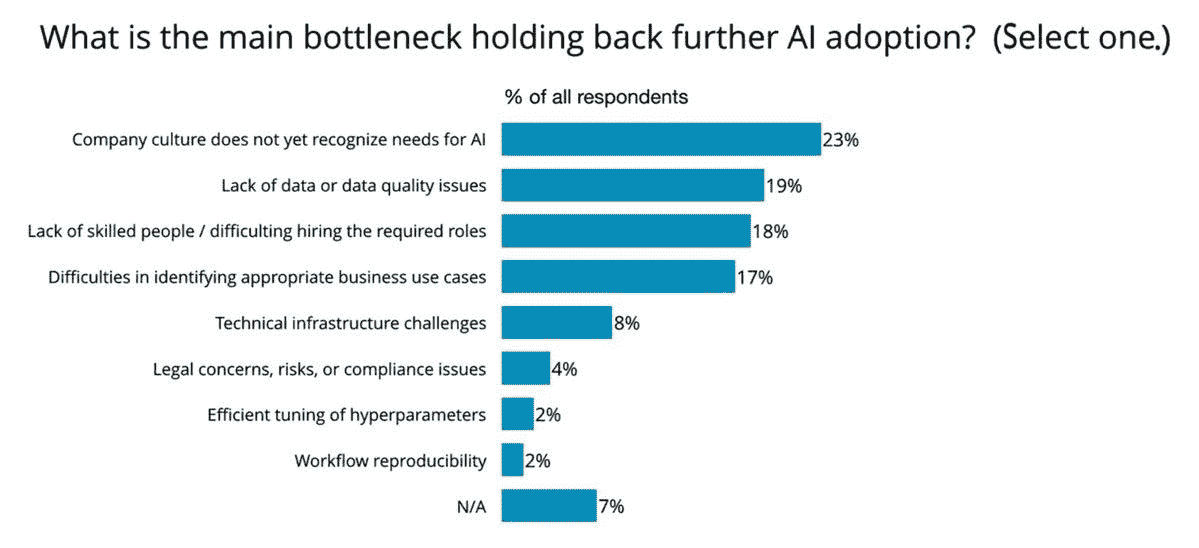 What is the main bottleneck holding back further AI adoption? (Select one.)
% of all respondents
Company culture does not yet recognize needs for AI 23%
Lack of data or data quality issues 19%
Lack of skilled people / difficulting hiring the required roles 18%
Difficulties in identifying appropriate business use cases 17%
Technical infrastructure challenges 8%
Legal concerns, risks, or compliance issues 4%
Efficient tuning of hyperparameters 2%
Workflow reproducibility 2%
N/A 7%